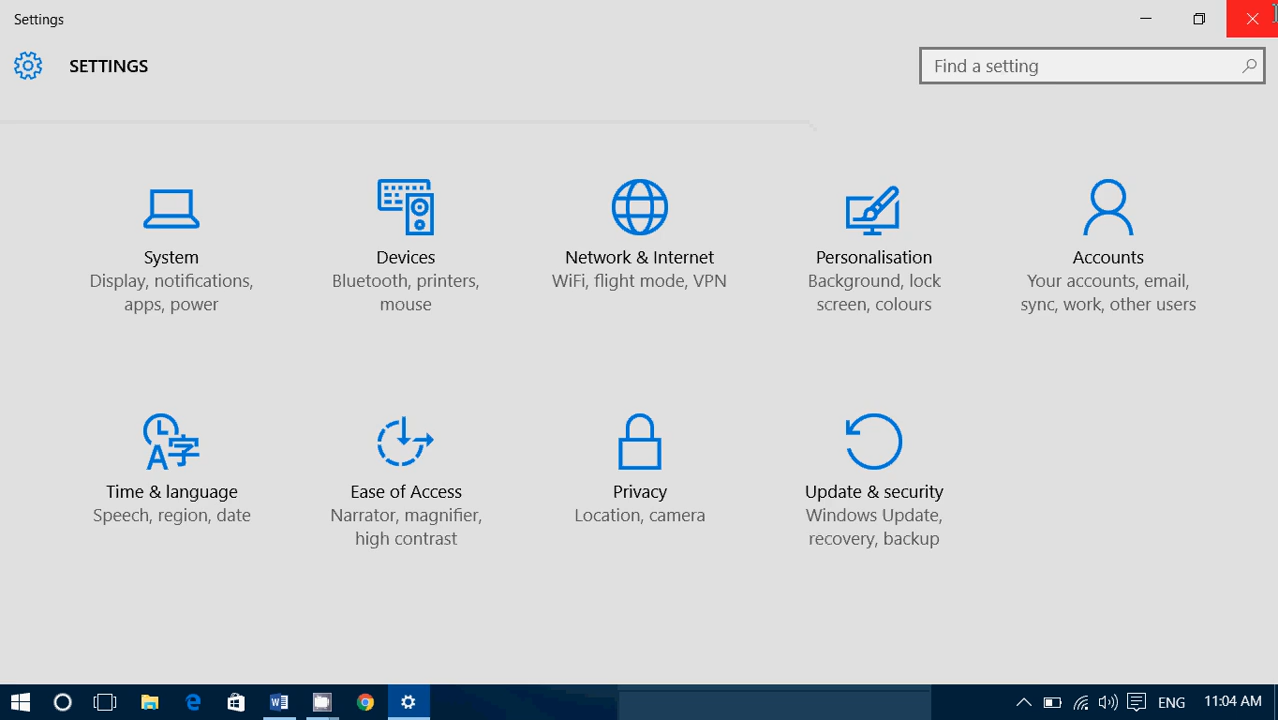 Settings
SETTINGS
Find a setting
System
Display, notifications,
apps, power
Devices
Bluetooth, printers,
mouse
Network & Internet
WiFi, flight mode, VPN
Personalisation
Background, lock
screen, colours
Accounts
Your accounts, email,
sync, work, other users
Time & language
Speech, region, date
Ease of Access
Narrator, magnifier,
high contrast
Privacy
Location, camera
Update & security
Windows Update,
recovery, backup
ENG
11:04 AM